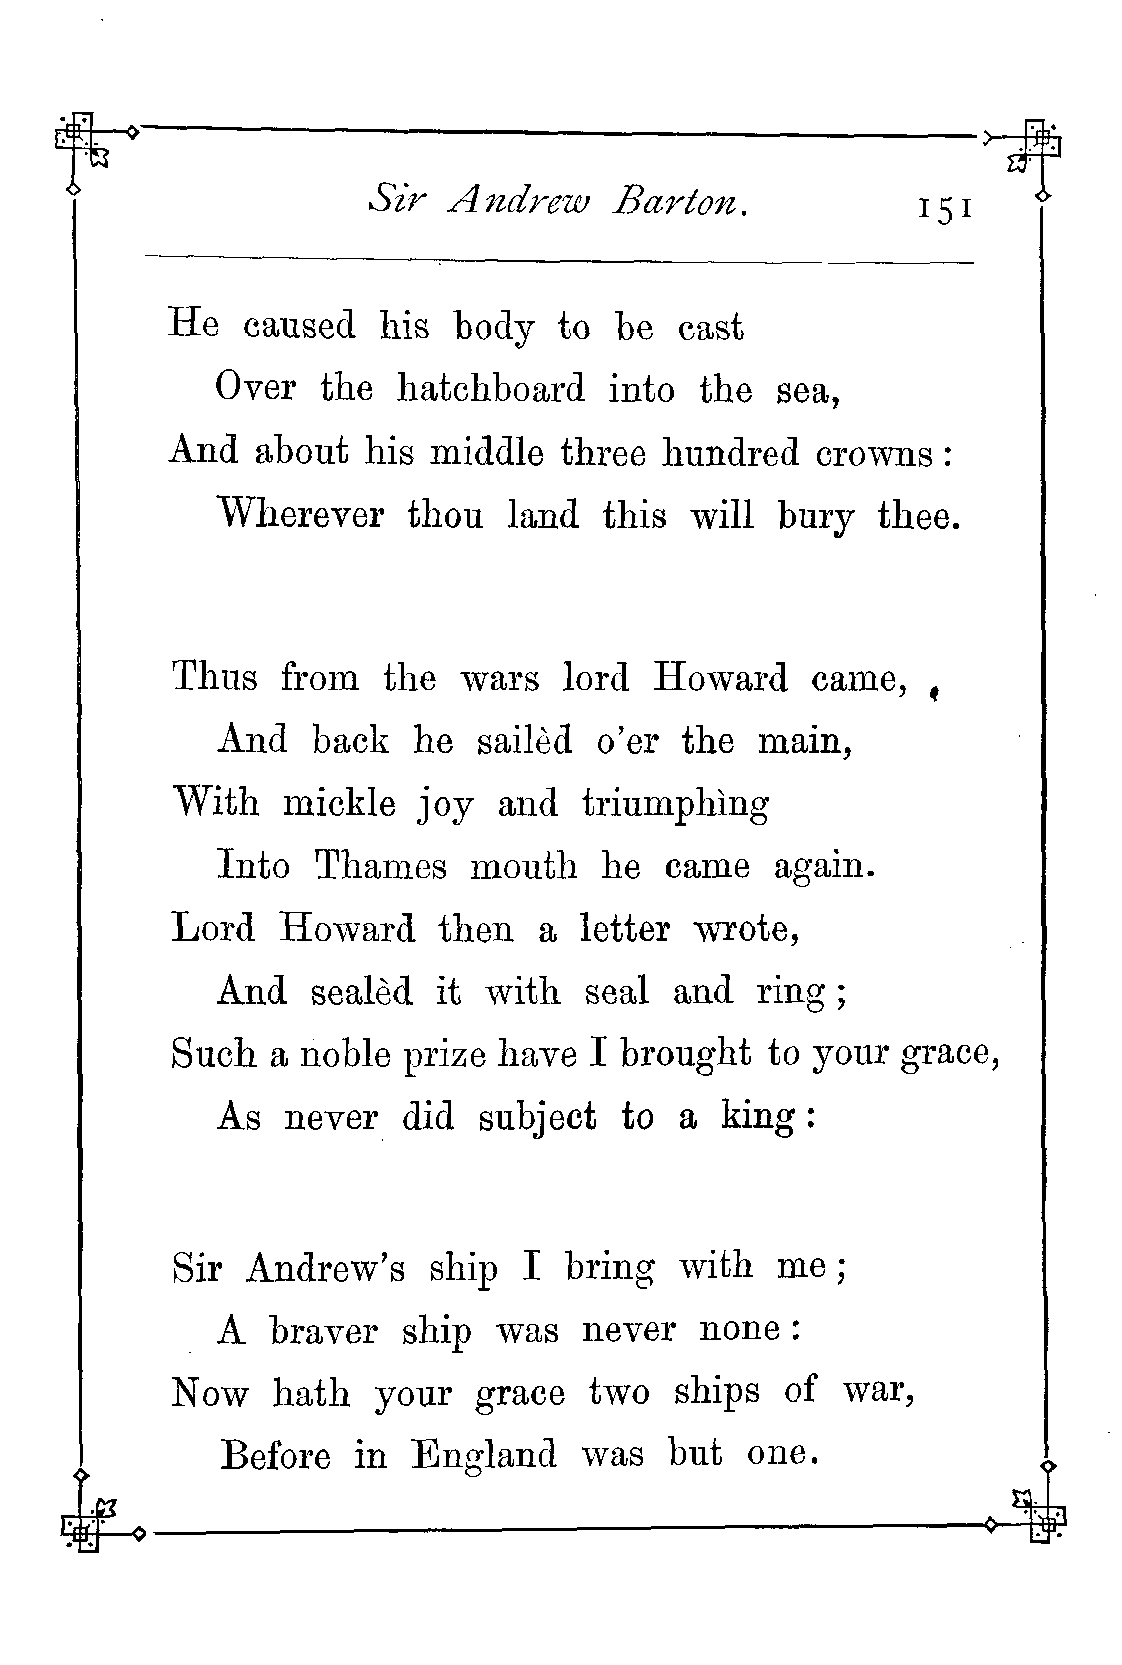 Sir Andrew Barton. 151
He caused his body to be cast
Over the hatchboard into the sea,
And about his middle three hundred crowns :
Wherever thou land this will bury thee.
Thus from the wars lord Howard came,
And back he sailèd o'er the main,
With mickle joy and triumphìng
Into Thames mouth he came again.
Lord Howard then a letter wrote,
And sealèd it with seal and ring ;
Such a noble prize have I brought to your grace,
As never did subject to a king :
Sir Andrew's ship I bring with me ;
A braver ship was never none :
Now hath your grace two ships of war,
Before in England was but one.